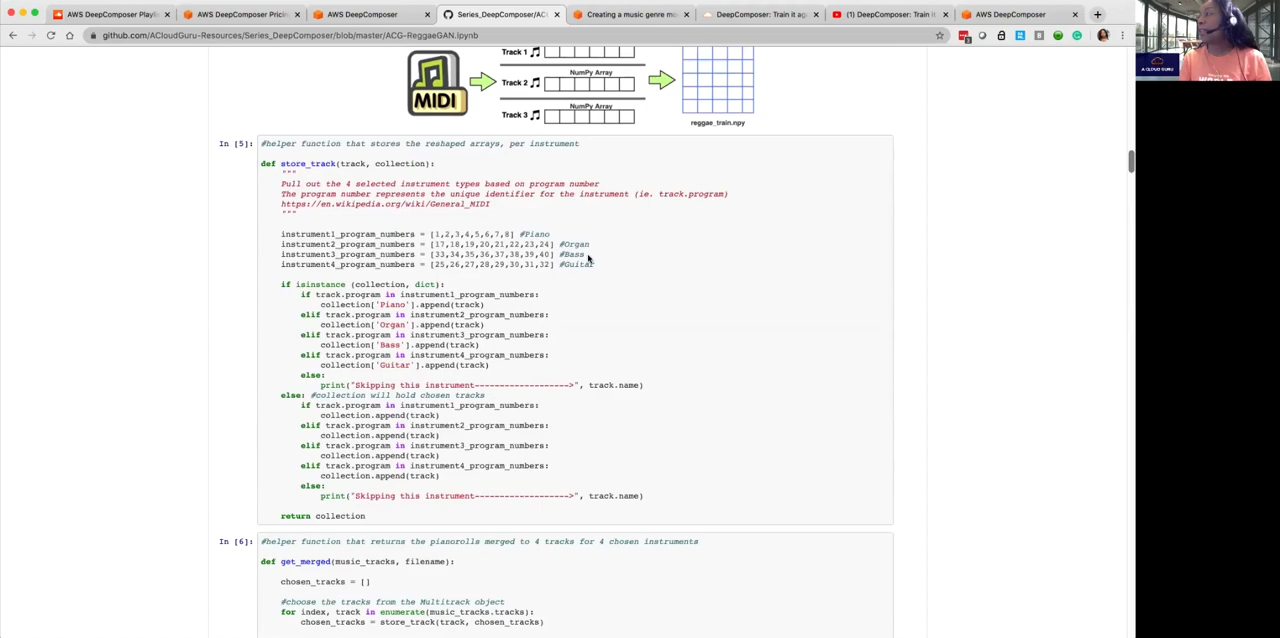 AWS DeepComposer Playli
AWS DeepComposer Pricin
AWS DeepComposer
Series_DeepComposer/AC
Creating a music genre mo
DeepComposer: Train it ag
DeepComposer: Train it
AWS DeepComposer
github.com/ACloudGuru-Resources/Series_DeepComposer/blob/master/ACG-ReggaeGAN.ipynb
A CLOUD GURU
Track 1
NumPy Array
Track 2
MIDI
NumPy Array
Track 3
reggae_train.npy
In [5]: #helper function that stores the reshaped arrays, per instrument
def store_track(track, collection):
"""
Pull out the 4 selected instrument types based on program number
The program number represents the unique identifier for the instrument (ie. track.program)
https://en.wikipedia.org/wiki/General_MIDI
"""
instrument1_program_numbers = [1,2,3,4,5,6,7,8] #Piano
instrument2_program_numbers = [17,18,19,20,21,22,23,24] #Organ
instrument3_program_numbers = [33,34,35,36,37,38,39,40] #Bass
instrument4_program_numbers = [25,26,27,28,29,30,31,32] #Guitar
if isinstance (collection, dict):
if track.program in instrument1_program_numbers:
collection['Piano'].append(track)
elif track.program in instrument2_program_numbers:
collection['Organ'].append(track)
elif track.program in instrument3_program_numbers:
collection['Bass'].append(track)
elif track.program in instrument4_program_numbers:
collection['Guitar'].append(track)
else:
print("Skipping this instrument------------------->", track.name)
else: #collection will hold chosen tracks
if track.program in instrument1_program_numbers:
collection.append(track)
elif track.program in instrument2_program_numbers:
collection.append(track)
elif track.program in instrument3_program_numbers:
collection.append(track)
elif track.program in instrument4_program_numbers:
collection.append(track)
else:
print("Skipping this instrument------------------->", track.name)
return collection
In [6]: #helper function that returns the pianorolls merged to 4 tracks for 4 chosen instruments
def get_merged(music_tracks, filename):
chosen_tracks = []
#choose the tracks from the Multitrack object
for index, track in enumerate(music_tracks.tracks):
chosen_tracks = store_track(track, chosen_tracks)